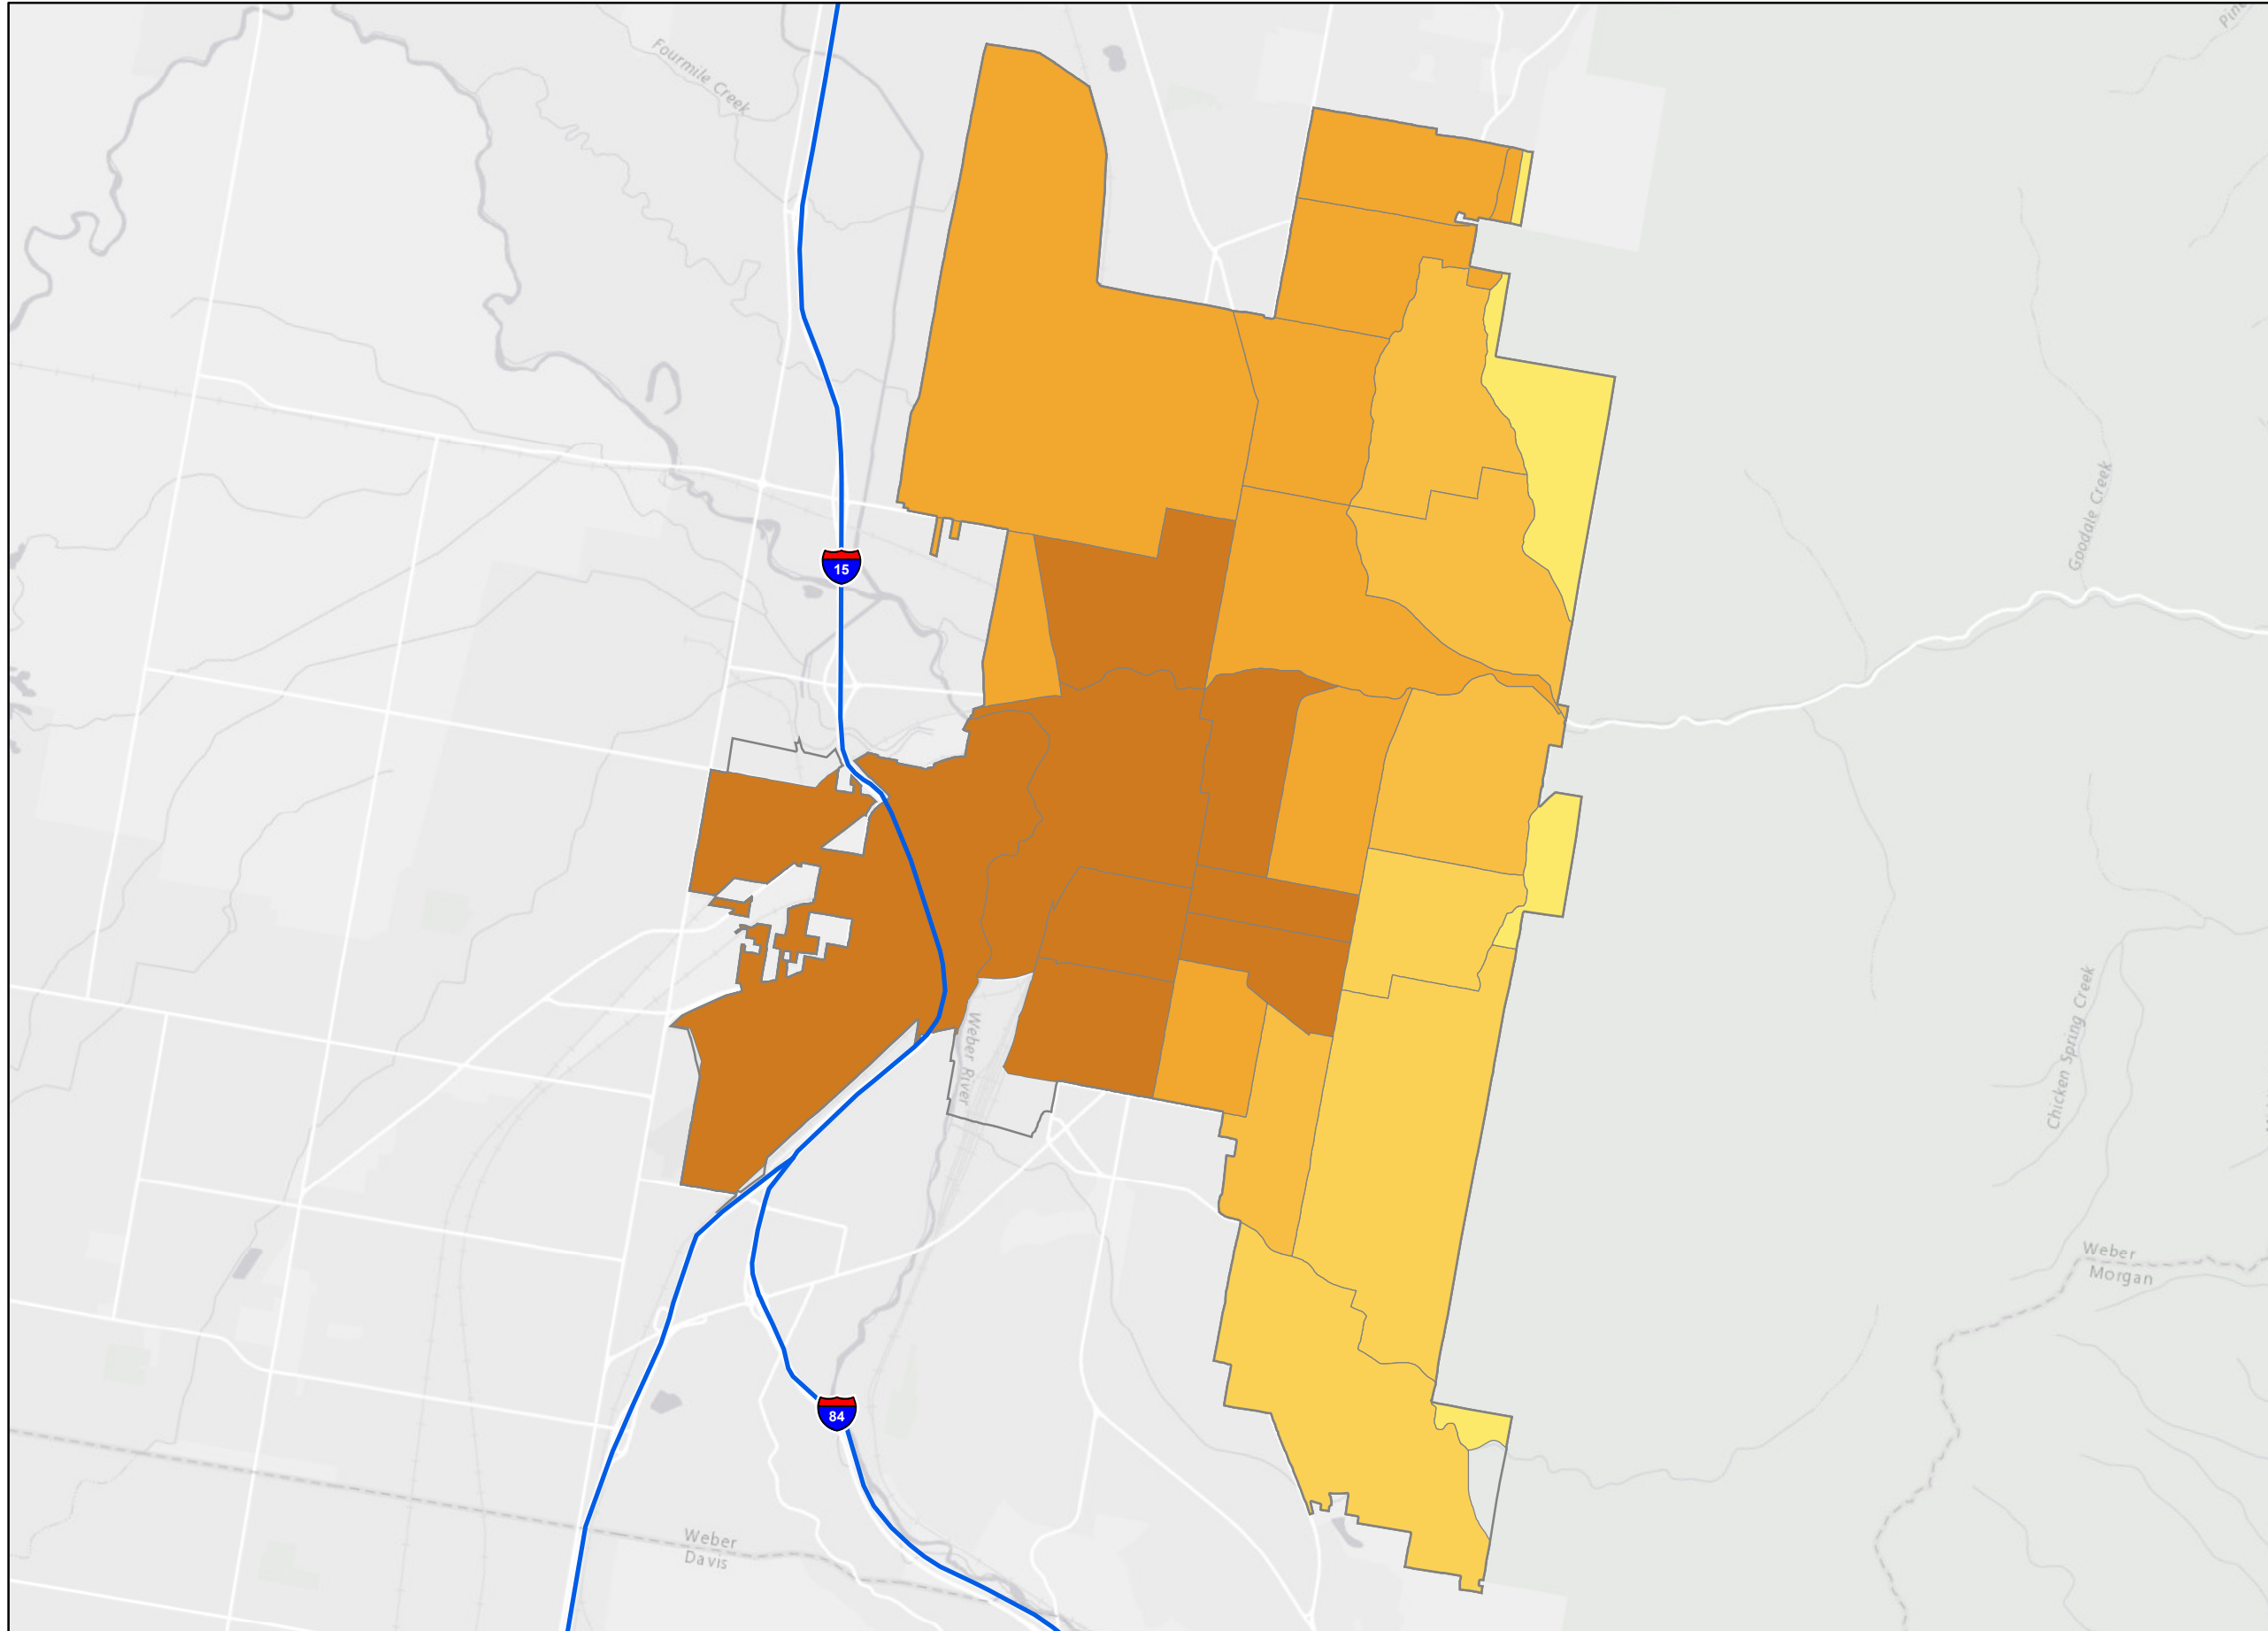 Fourmile Creek
15
Goodale Creek
Weber River
Chicken Spring Creek
Weber
Morgan
84
Weber
Davis